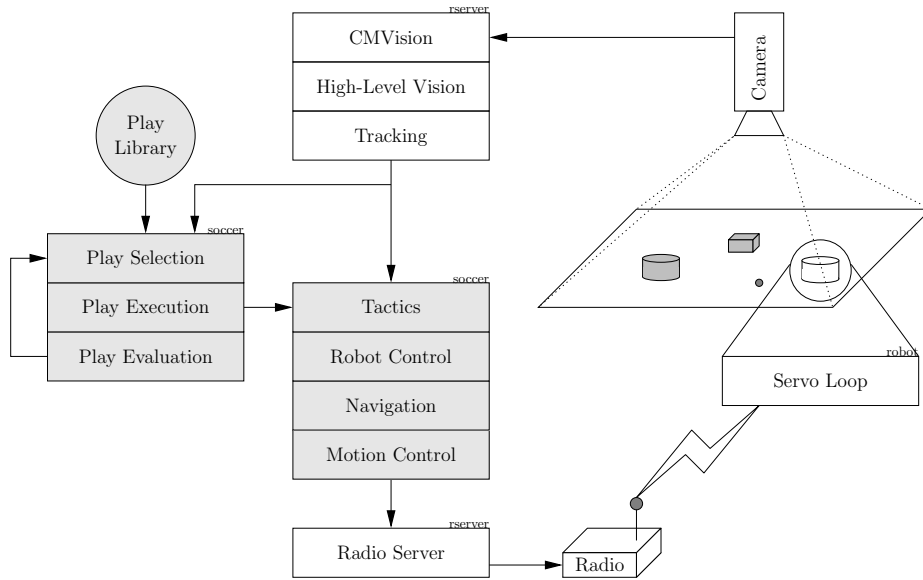 rserver
CMVision
High-Level Vision
Tracking
Camera
Play
Library
soccer
Play Selection
Play Execution
Play Evaluation
soccer
Tactics
Robot Control
Navigation
Motion Control
robot
Servo Loop
rserver
Radio Server
Radio